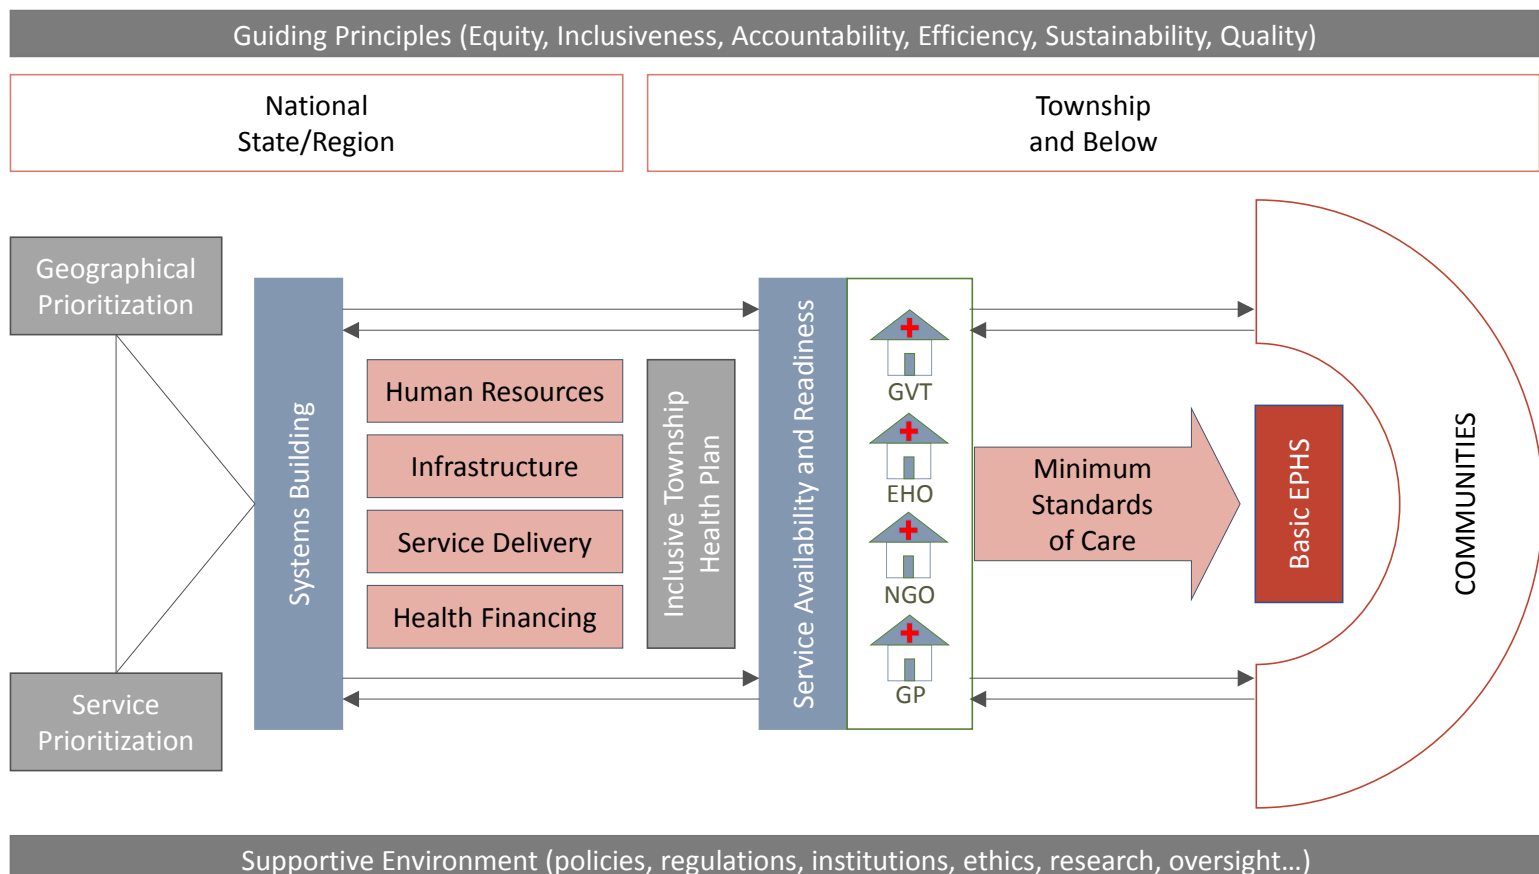 Guiding Principles (Equity, Inclusiveness, Accountability, Efficiency, Sustainability, Quality)
National
State/Region
Township
and Below
Geographical
Prioritization
Service
Prioritization
Systems Building
Human Resources
Infrastructure
Service Delivery
Health Financing
Inclusive Township
Health Plan
Service Availability and Readiness
GVT
EHO
NGO
GP
Minimum
Standards
of Care
Basic EPHS
COMMUNITIES
Supportive Environment (policies, regulations, institutions, ethics, research, oversight...)